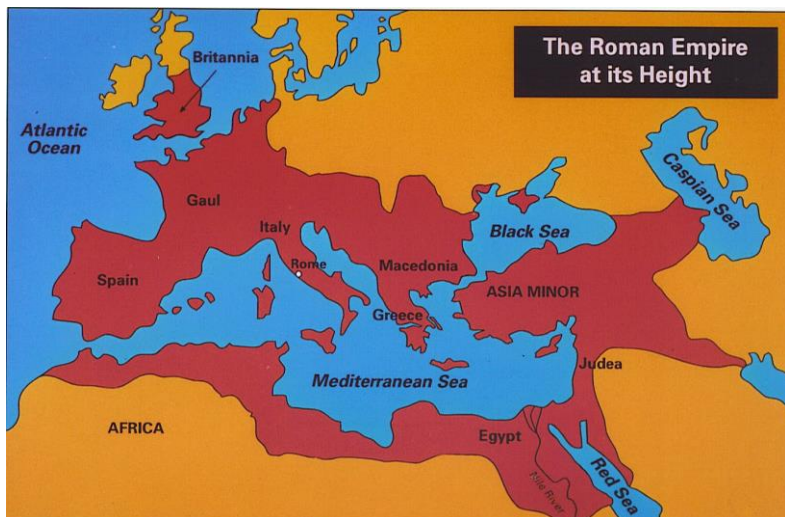 The Roman Empire
at its Height
Britannia
Atlantic
Ocean
Caspian Sea
Gaul
Italy
Black Sea
Rome
Macedonia
Spain
ASIA MINOR
Greece
Judea
Mediterranean Sea
AFRICA
Egypt
Red Sea
Nile River